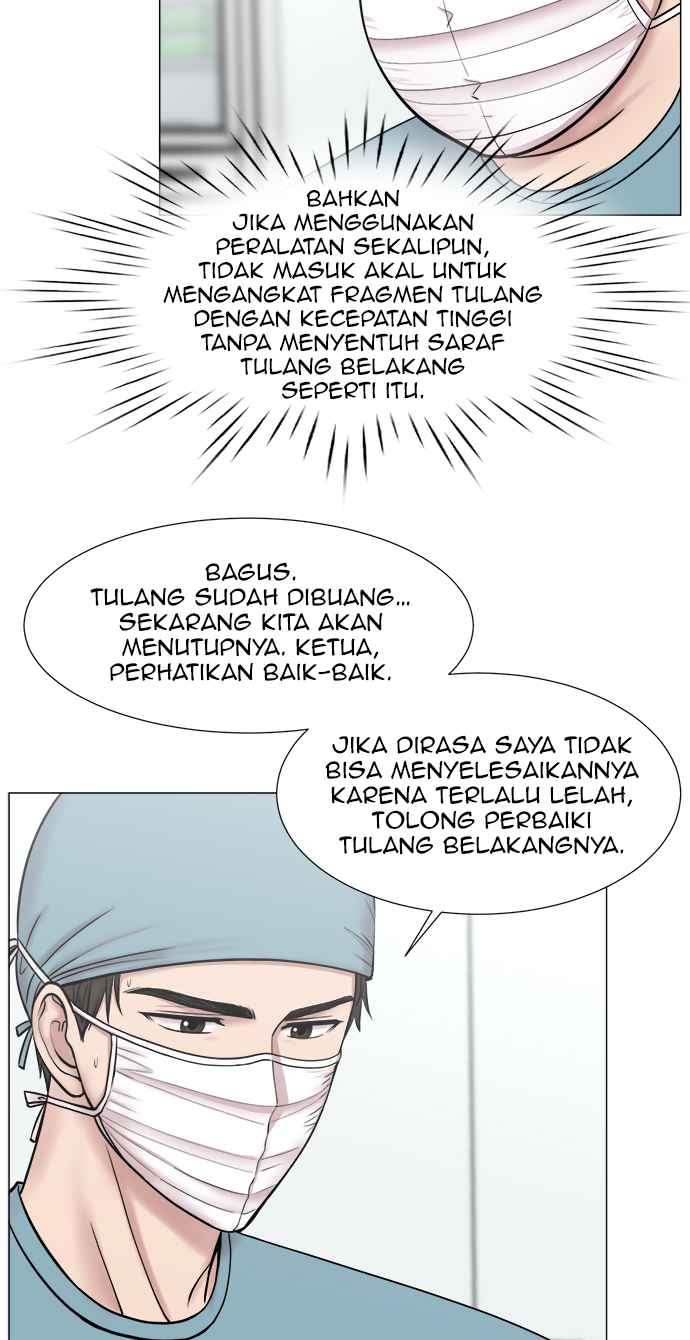 BAHKAN
JIKA MENGGUNAKAN
PERALATAN SEKALIPUN,
TIDAK MASUK AKAL UNTUK
MENGANGKAT FRAGMEN TULANG
DENGAN KECEPATAN TINGGI
TANPA MENYENTUH SARAF
TULANG BELAKANG
SEPERTI ITU.
BAGUS.
TULANG SUDAH DIBUANG...
SEKARANG KITA AKAN
MENUTUPNYA. KETUA,
PERHATIKAN BAIK-BAIK.
JIKA DIRASA SAYA TIDAK
BISA MENYELESAIKANNYA
KARENA TERLALU LELAH,
TOLONG PERBAIKI
TULANG BELAKANGNYA.